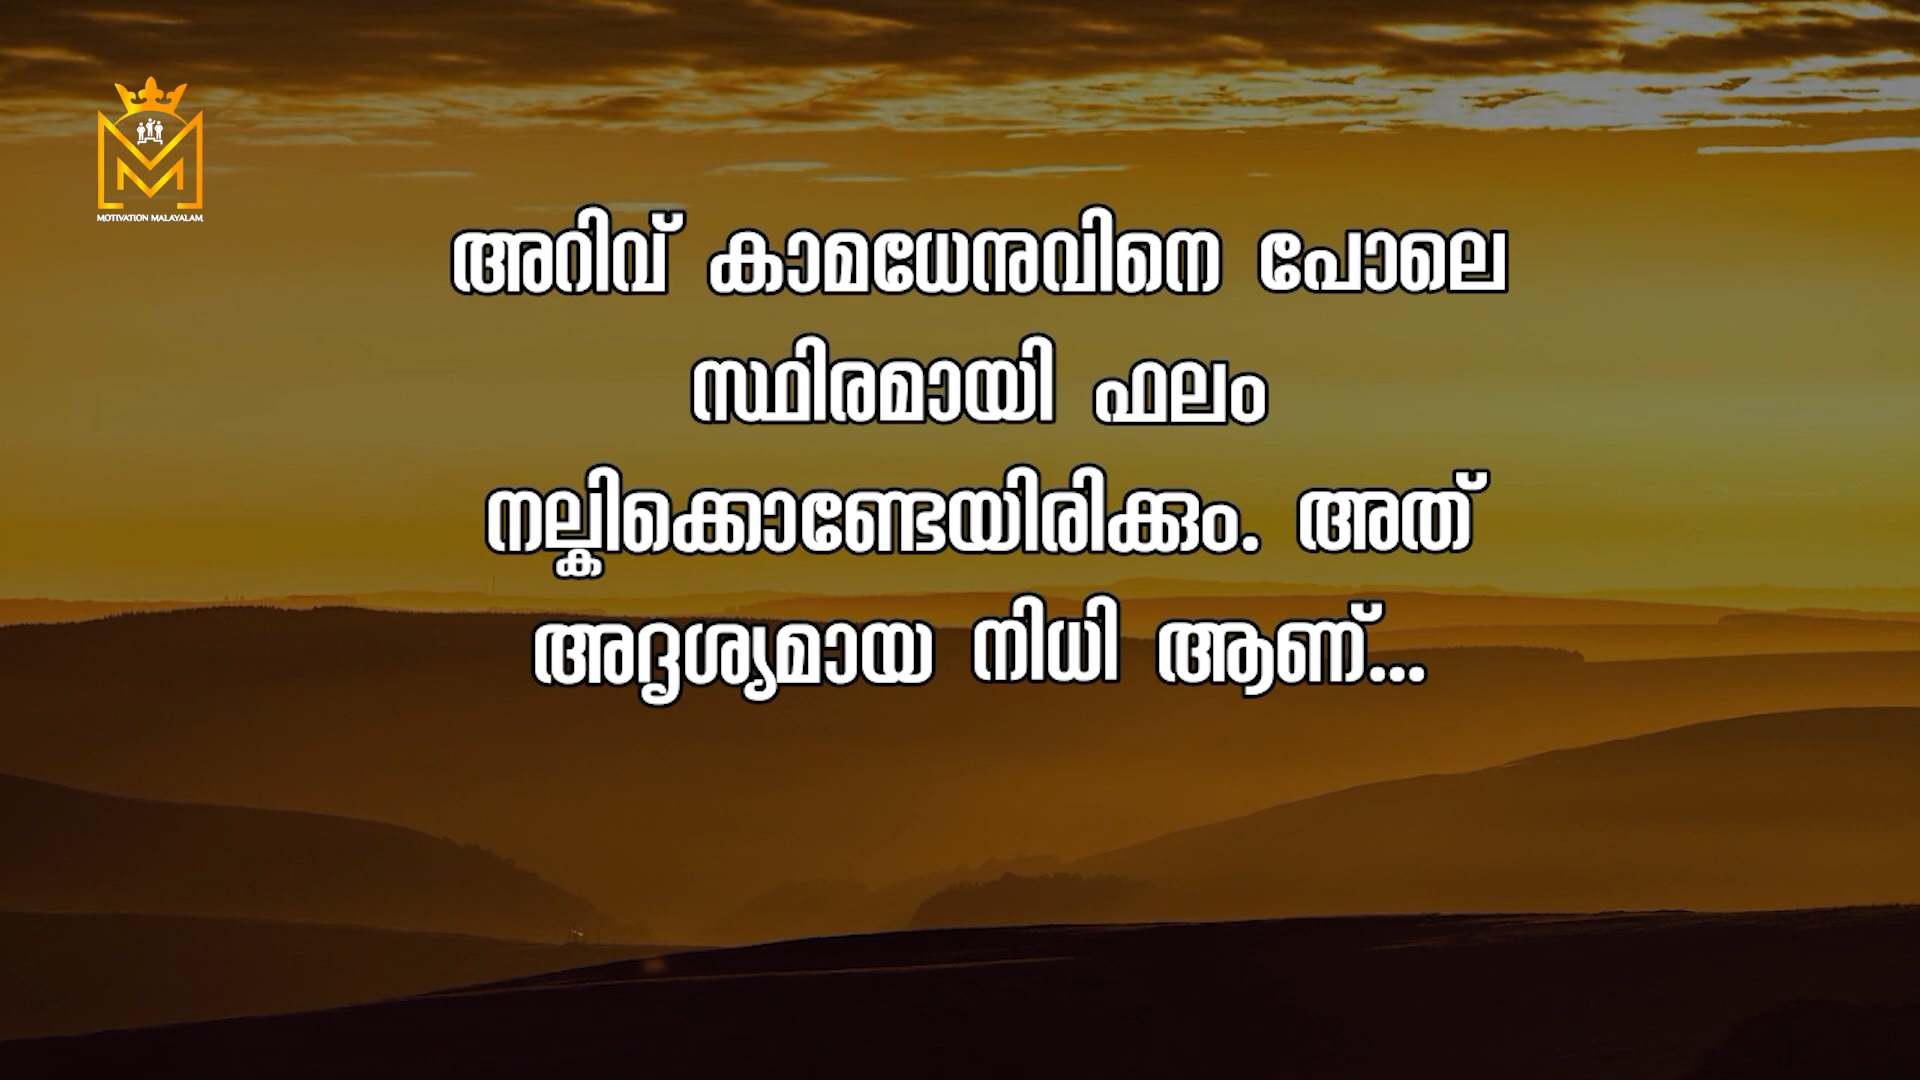 MOTIVATION MALAYALAM
അറിവ് കാമധേനുവിനെ പോലെ
സ്ഥിരമായി ഫലം
നല്കിക്കൊണ്ടേയിരിക്കും. അത്
അദൃശ്യമായ നിധി ആണ്...